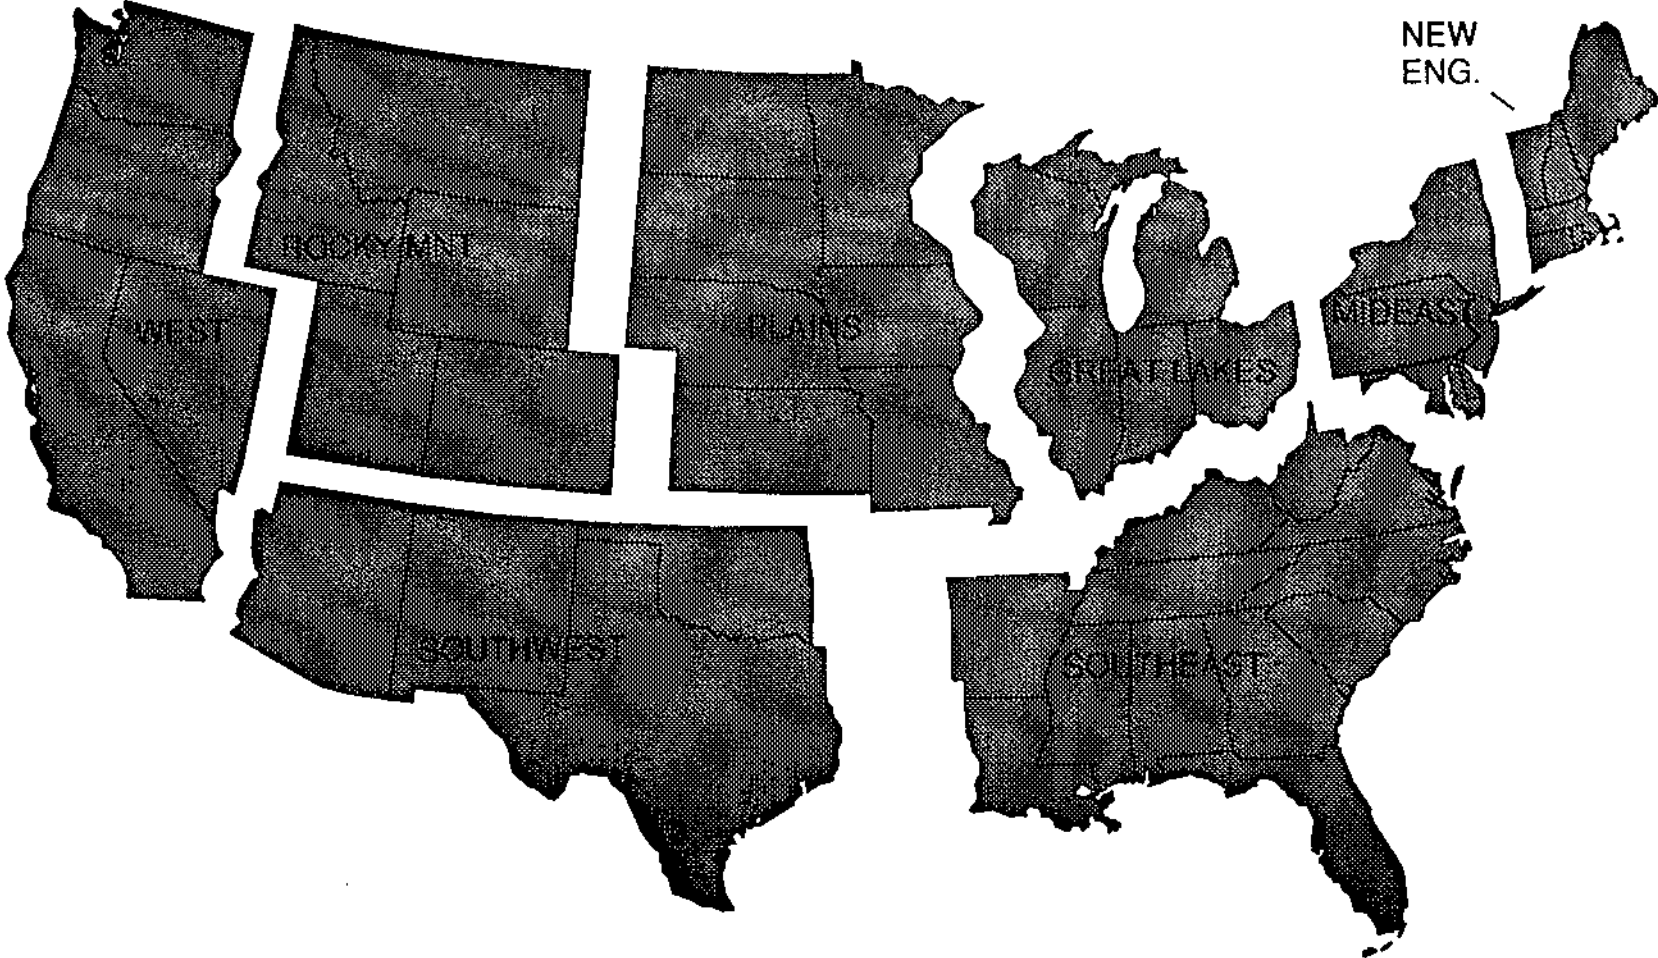 NEW
ENG.
ROCKY MNT.
WEST
PLAINS
MIDEAST
GREAT LAKES
SOUTHWEST
SOUTHEAST